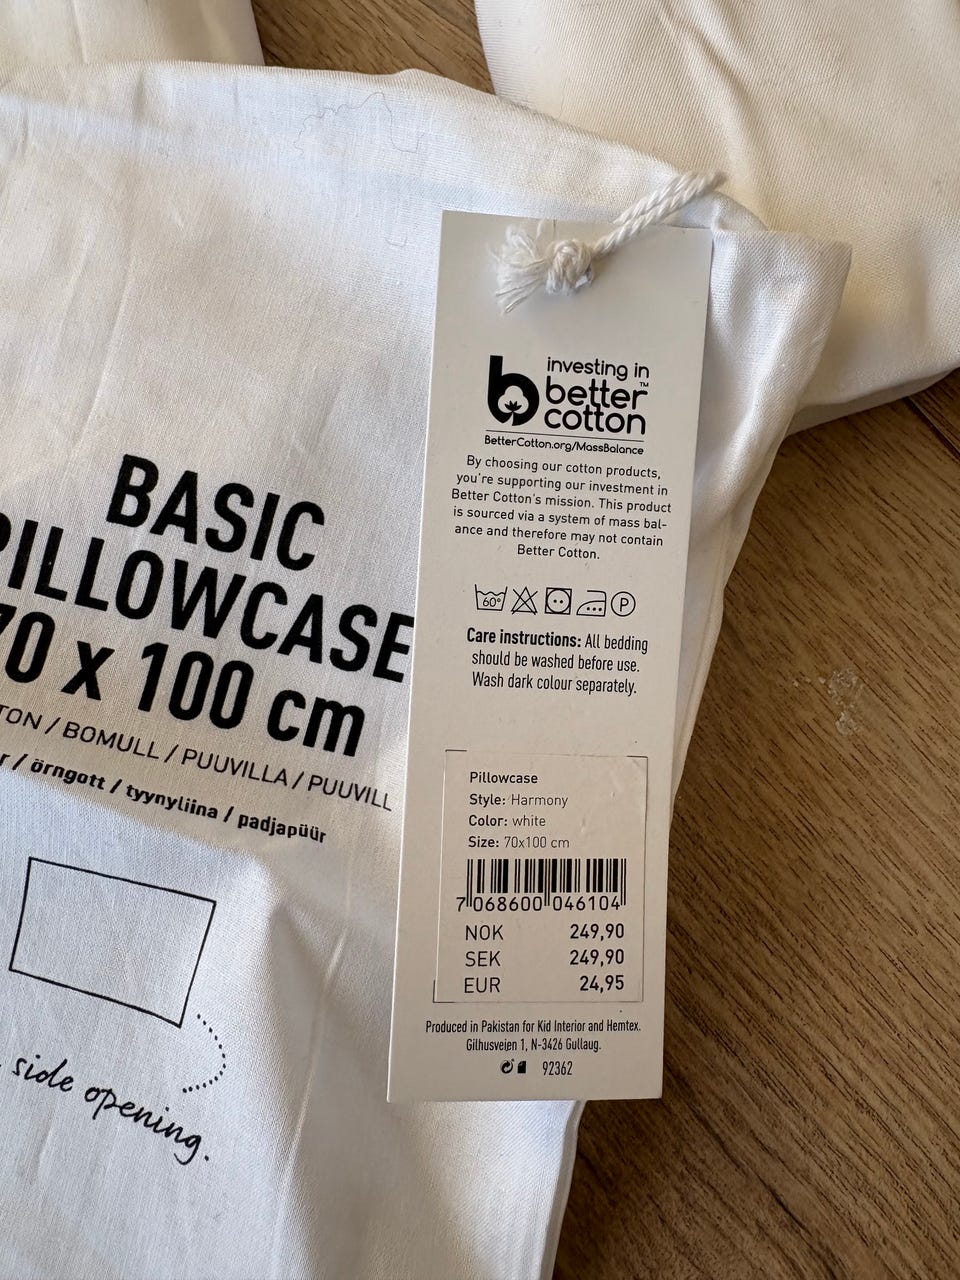 BASIC
PILLOWCASE
70 x 100 cm
/ BOMULL / PUUVILLA / PUUVILL
/ örngott / tyynyliina / padjapüür
side opening.
investing in
better™
cotton
BetterCotton.org/MassBalance
By choosing our cotton products,
you're supporting our investment in
Better Cotton's mission. This product
is sourced via a system of mass bal-
ance and therefore may not contain
Better Cotton.
60°
P
Care instructions: All bedding
should be washed before use.
Wash dark colour separately.
Pillowcase
Style: Harmony
Color: white
Size: 70x100 cm
7 068600 046104
NOK 249,90
SEK 249,90
EUR 24,95
Produced in Pakistan for Kid Interior and Hemtex.
Gilhusveien 1, N-3426 Gullaug.
92362